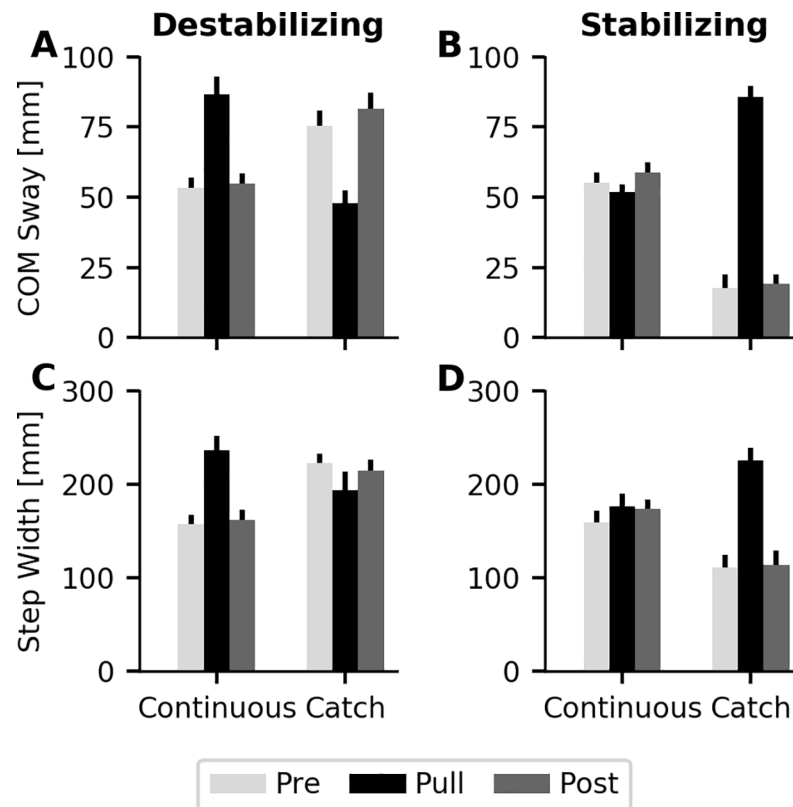 Destabilizing Stabilizing
A B
100 100
75 75
50 50
25 25
0 0
COM Sway [mm]
C D
300 300
200 200
100 100
0 0
Step Width [mm]
Continuous Catch Continuous Catch
Pre Pull Post